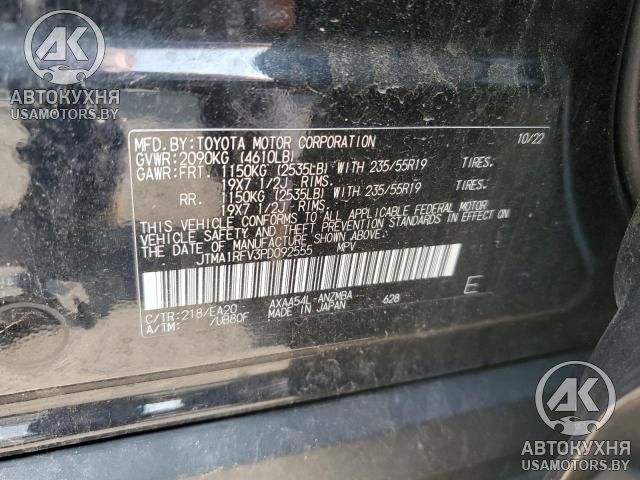 АК
АВТОКУХНЯ
USAMOTORS.BY
MFD. BY: TOYOTA MOTOR CORPORATION 10/22
GVWR: 2090KG (4610LB)
GAWR: FRT. 1150KG (2535LB) WITH 235/55R19 TIRES.
19X7 1/2J RIMS.
RR. 1150KG (2535LB) WITH 235/55R19 TIRES.
19X7 1/2J RIMS.
THIS VEHICLE CONFORMS TO ALL APPLICABLE FEDERAL MOTOR
VEHICLE SAFETY, AND THEFT PREVENTION STANDARDS IN EFFECT ON
THE DATE OF MANUFACTURE SHOWN ABOVE.
JTMA1RFV3PD092555 MPV
C/TR: 218/EA20 AXAA54L-ANZMBA 628 E
A/TM: /UB80F MADE IN JAPAN
АК
АВТОКУХНЯ
USAMOTORS.BY